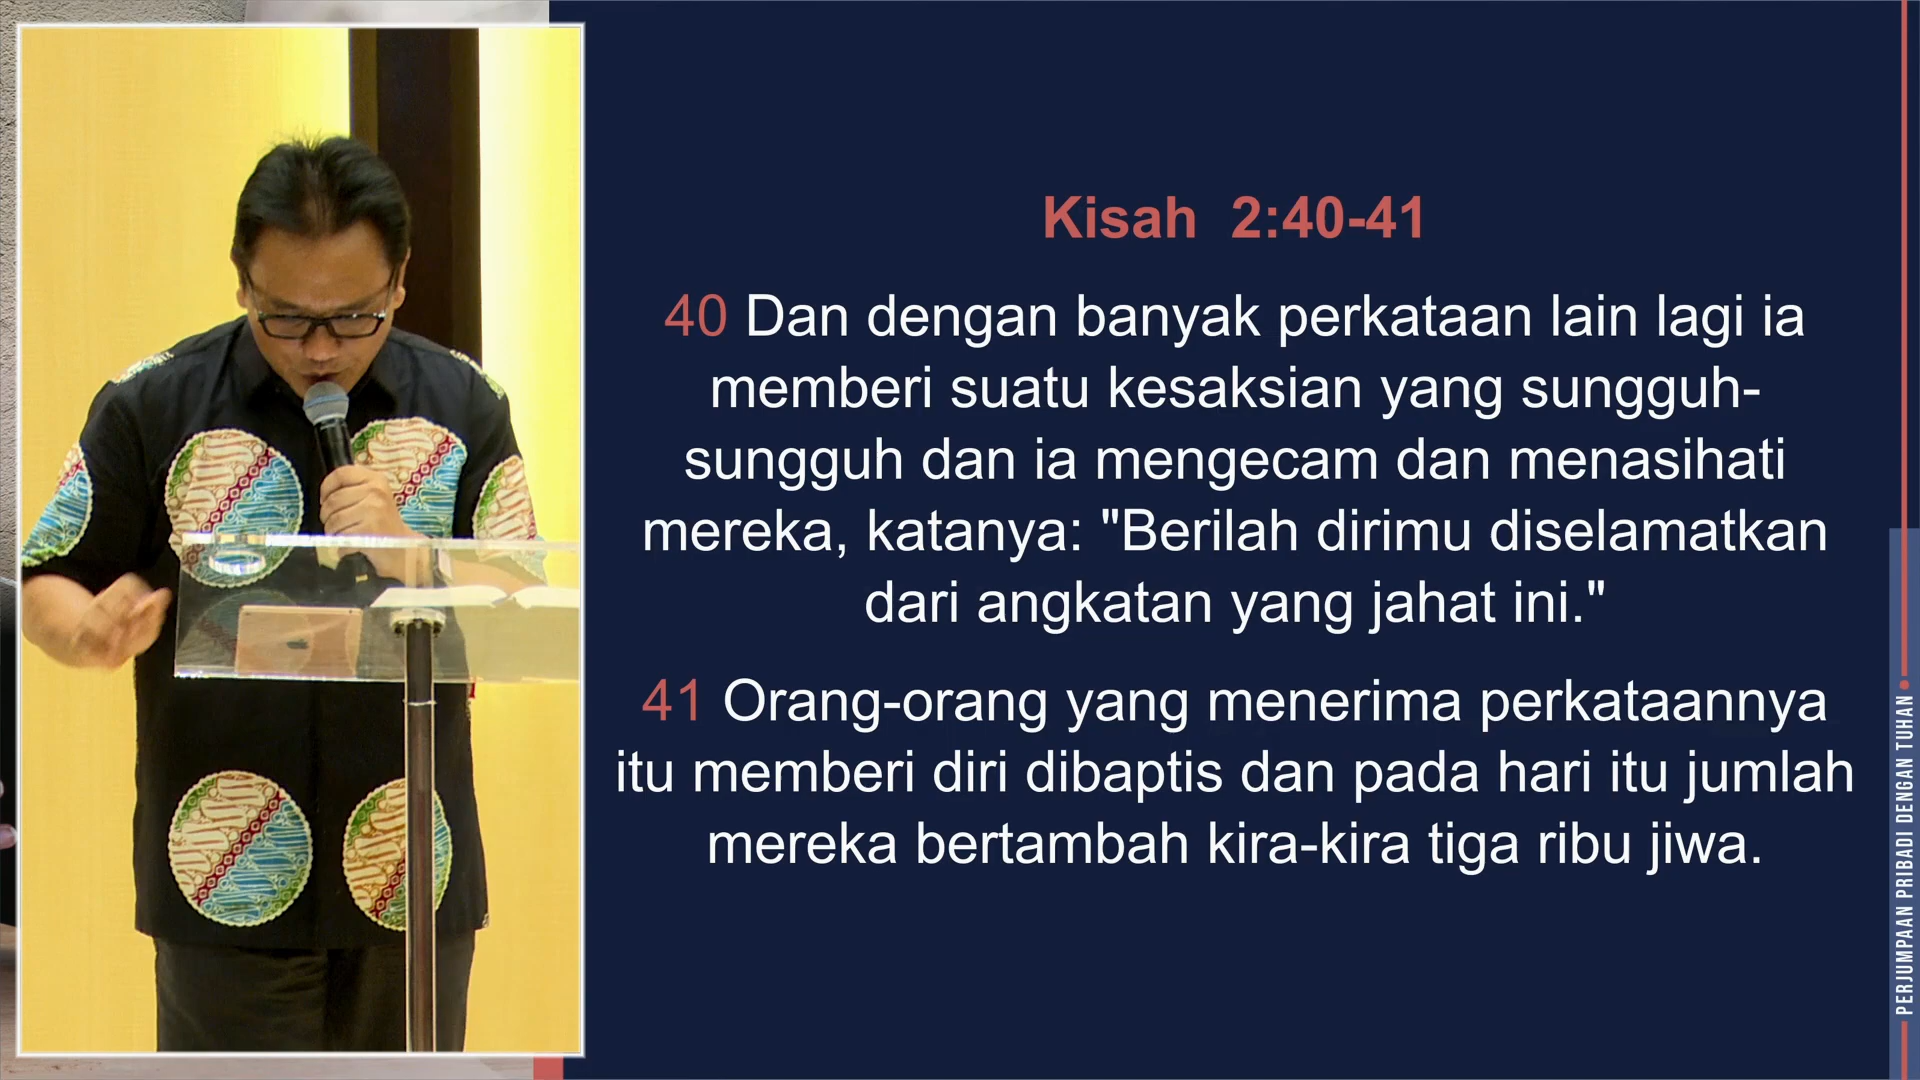 Kisah 2:40-41
40 Dan dengan banyak perkataan lain lagi ia
memberi suatu kesaksian yang sungguh-
sungguh dan ia mengecam dan menasihati
mereka, katanya: "Berilah dirimu diselamatkan
dari angkatan yang jahat ini."
41 Orang-orang yang menerima perkataannya
itu memberi diri dibaptis dan pada hari itu jumlah
mereka bertambah kira-kira tiga ribu jiwa.
PERJUMPAAN PRIBADI DENGAN TUHAN